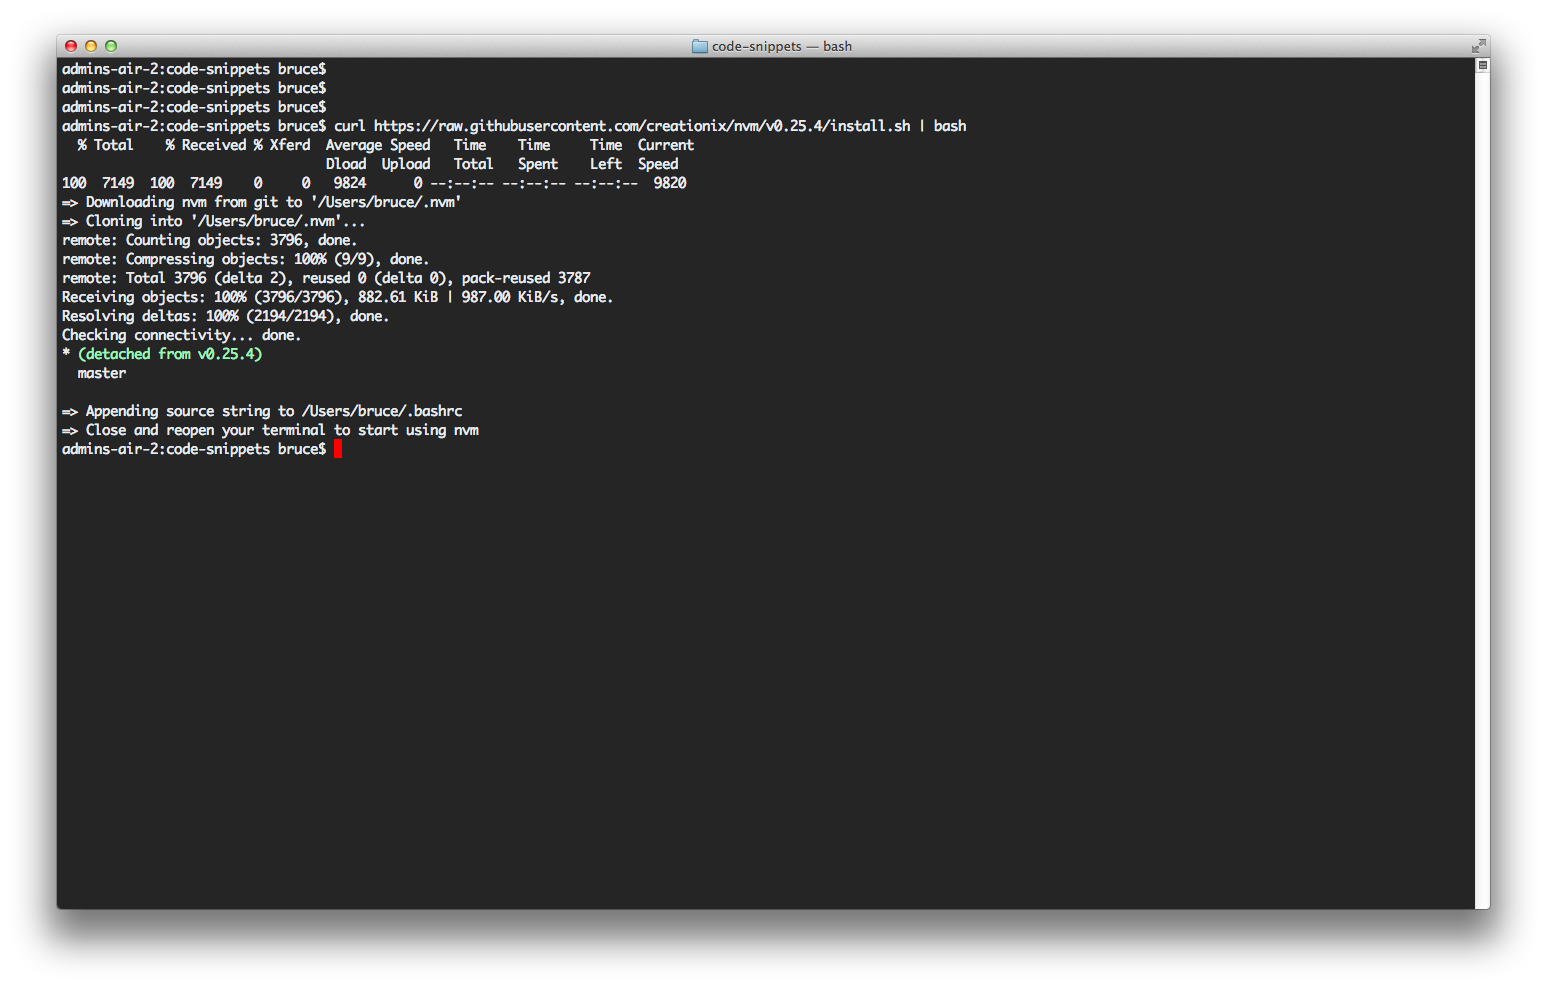 code-snippets — bash
admins-air-2:code-snippets bruce$
admins-air-2:code-snippets bruce$
admins-air-2:code-snippets bruce$
admins-air-2:code-snippets bruce$ curl https://raw.githubusercontent.com/creationix/nvm/v0.25.4/install.sh | bash
  % Total    % Received % Xferd  Average Speed   Time    Time     Time  Current
                                 Dload  Upload   Total   Spent    Left  Speed
100  7149  100  7149    0     0   9824      0 --:--:-- --:--:-- --:--:--  9820
=> Downloading nvm from git to '/Users/bruce/.nvm'
=> Cloning into '/Users/bruce/.nvm'...
remote: Counting objects: 3796, done.
remote: Compressing objects: 100% (9/9), done.
remote: Total 3796 (delta 2), reused 0 (delta 0), pack-reused 3787
Receiving objects: 100% (3796/3796), 882.61 KiB | 987.00 KiB/s, done.
Resolving deltas: 100% (2194/2194), done.
Checking connectivity... done.
* (detached from v0.25.4)
  master
=> Appending source string to /Users/bruce/.bashrc
=> Close and reopen your terminal to start using nvm
admins-air-2:code-snippets bruce$